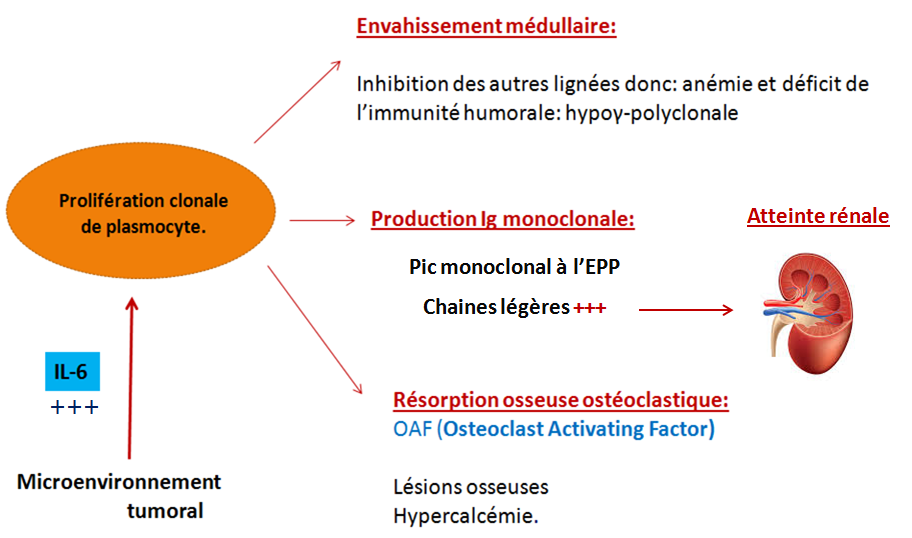 Envahissement médullaire:
Inhibition des autres lignées donc: anémie et déficit de
l'immunité humorale: hypoγ-polyclonale
Prolifération clonale
de plasmocyte.
Production Ig monoclonale:
Pic monoclonal à l'EPP
Chaines légères +++
Atteinte rénale
IL-6
+++
Microenvironnement
tumoral
Résorption osseuse ostéoclastique:
OAF (Osteoclast Activating Factor)
Lésions osseuses
Hypercalcémie.